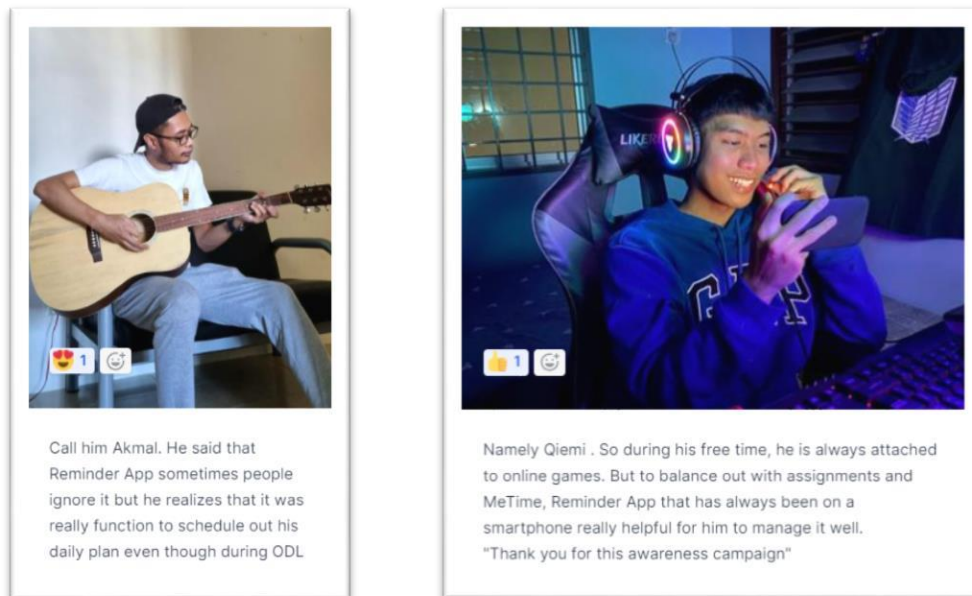 LIKER
G P
1
1
Call him Akmal. He said that
Reminder App sometimes people
ignore it but he realizes that it was
really function to schedule out his
daily plan even though during ODL
Namely Qiemi . So during his free time, he is always attached
to online games. But to balance out with assignments and
MeTime, Reminder App that has always been on a
smartphone really helpful for him to manage it well.
"Thank you for this awareness campaign"